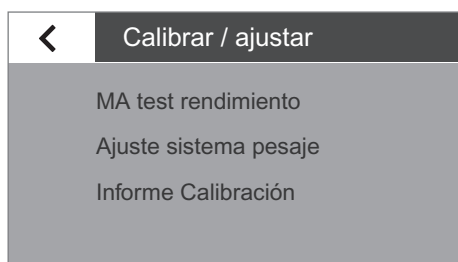 Calibrar / ajustar
MA test rendimiento
Ajuste sistema pesaje
Informe Calibración